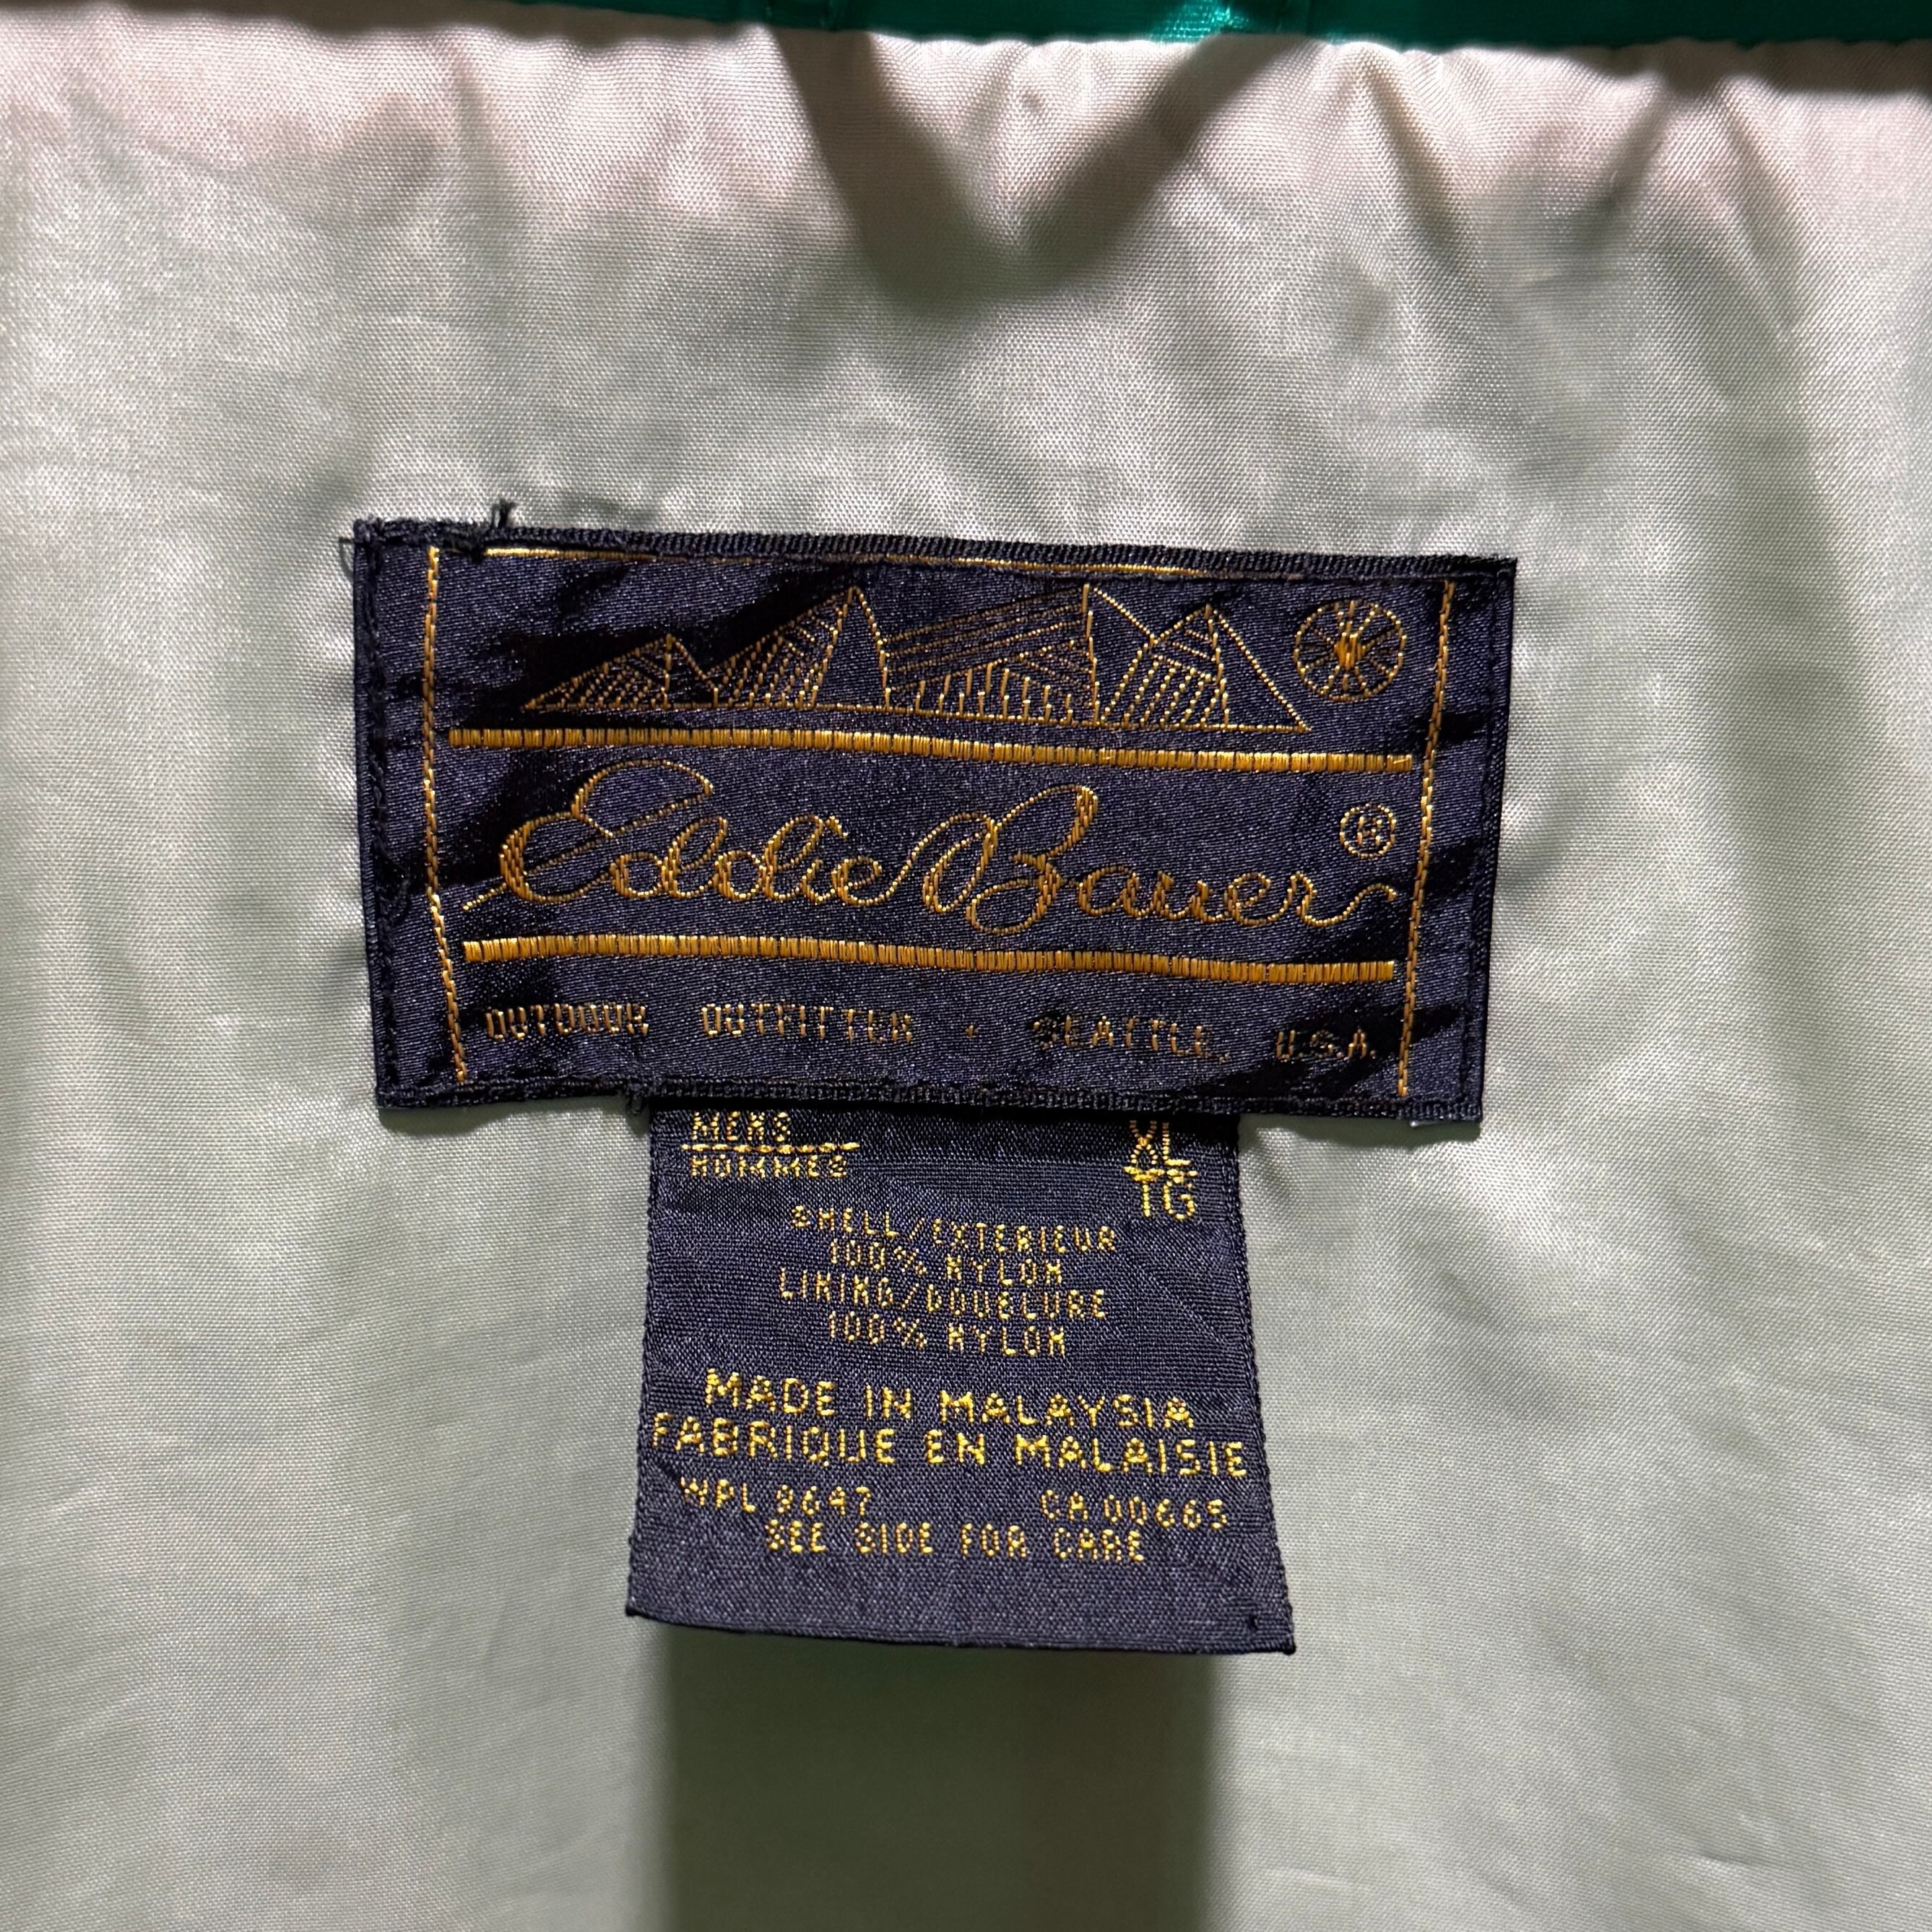 Eddie Bauer ®
OUTDOOR OUTFITTER · SEATTLE, U.S.A.
MENS XL
HOMMES TG
SHELL/EXTERIEUR
100% NYLON
LINING/DOUBLURE
100% NYLON
MADE IN MALAYSIA
FABRIQUE EN MALAISIE
WPL 9647 CA 00665
SEE SIDE FOR CARE